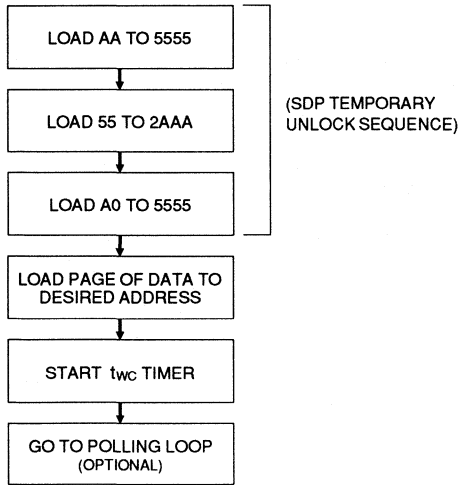 LOAD AA TO 5555
LOAD 55 TO 2AAA
(SDP TEMPORARY
UNLOCK SEQUENCE)
LOAD A0 TO 5555
LOAD PAGE OF DATA TO
DESIRED ADDRESS
START tWC TIMER
GO TO POLLING LOOP
(OPTIONAL)